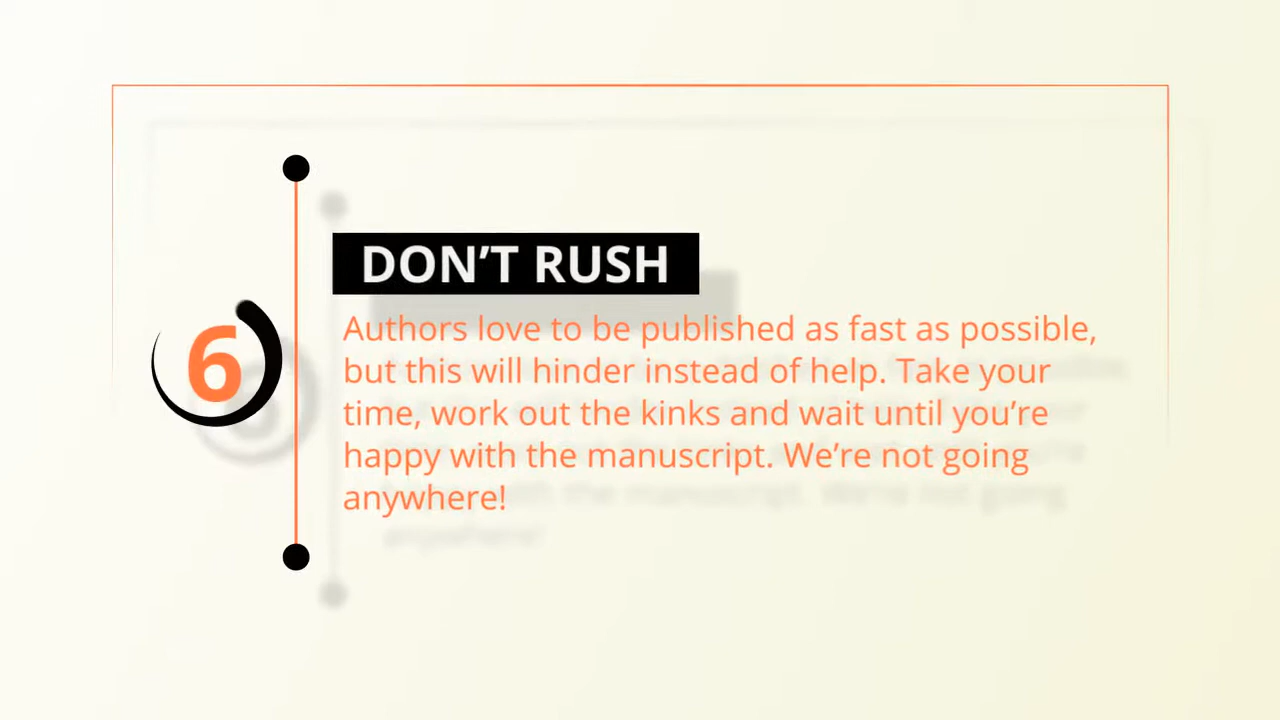 6
DON’T RUSH
Authors love to be published as fast as possible,
but this will hinder instead of help. Take your
time, work out the kinks and wait until you’re
happy with the manuscript. We’re not going
anywhere!